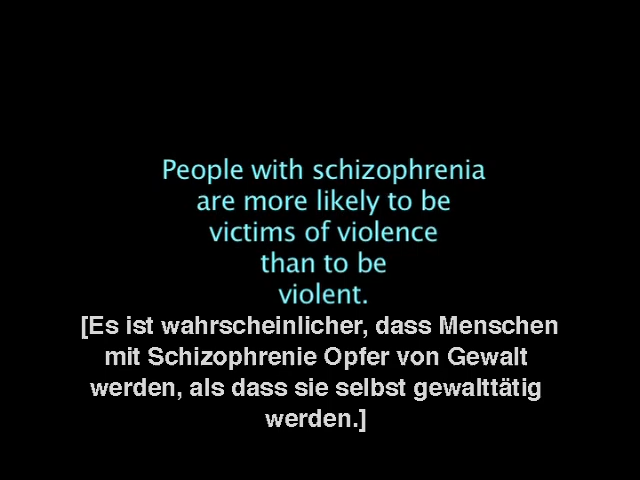 People with schizophrenia
are more likely to be
victims of violence
than to be
violent.
[Es ist wahrscheinlicher, dass Menschen
mit Schizophrenie Opfer von Gewalt
werden, als dass sie selbst gewalttätig
werden.]